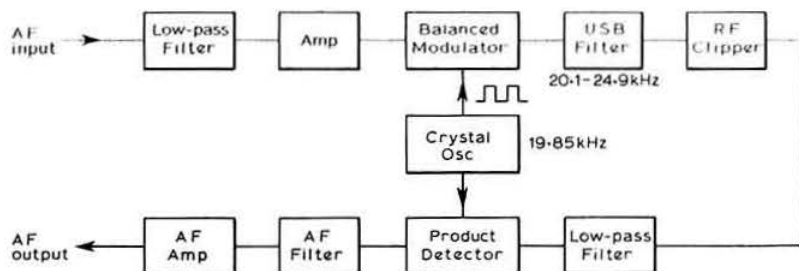 AF
input
Low-pass
Filter
Amp
Balanced
Modulator
USB
Filter
RF
Clipper
20·1-24·9kHz
Crystal
Osc
19·85kHz
AF
output
AF
Amp
AF
Filter
Product
Detector
Low-pass
Filter